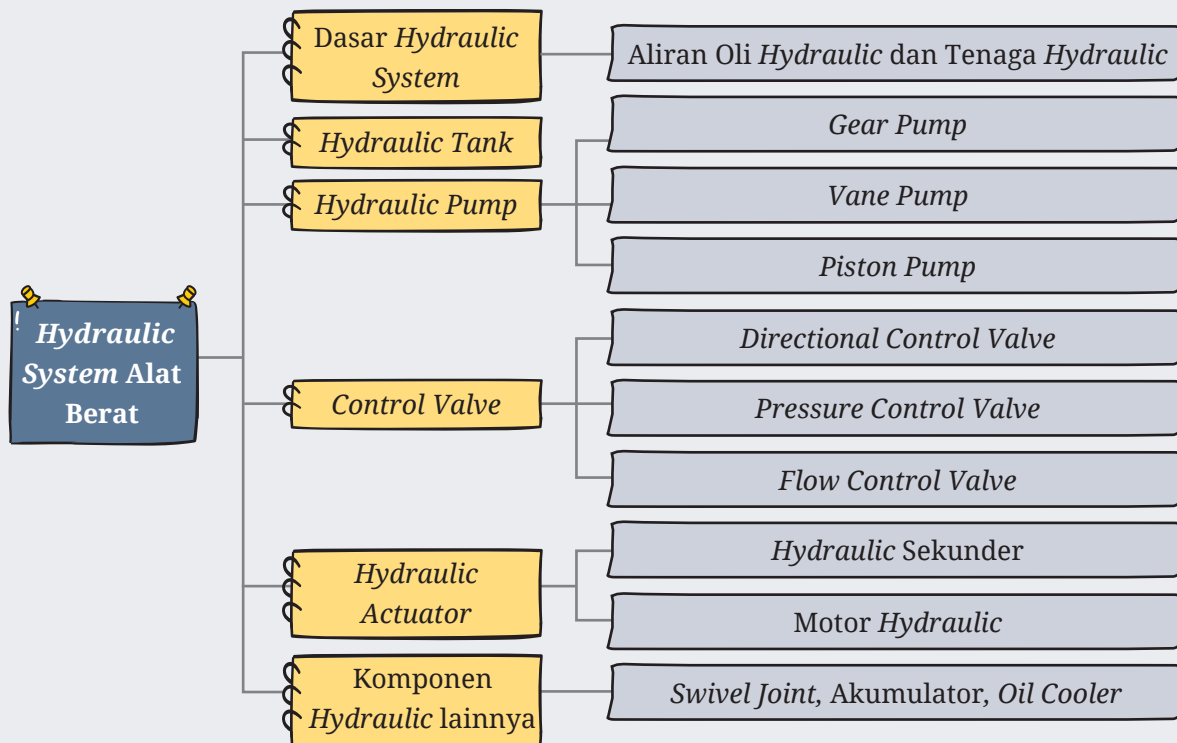 !
Hydraulic
System Alat
Berat
Dasar Hydraulic
System
Aliran Oli Hydraulic dan Tenaga Hydraulic
Hydraulic Tank
Hydraulic Pump
Gear Pump
Vane Pump
Piston Pump
Control Valve
Directional Control Valve
Pressure Control Valve
Flow Control Valve
Hydraulic
Actuator
Hydraulic Sekunder
Motor Hydraulic
Komponen
Hydraulic lainnya
Swivel Joint, Akumulator, Oil Cooler